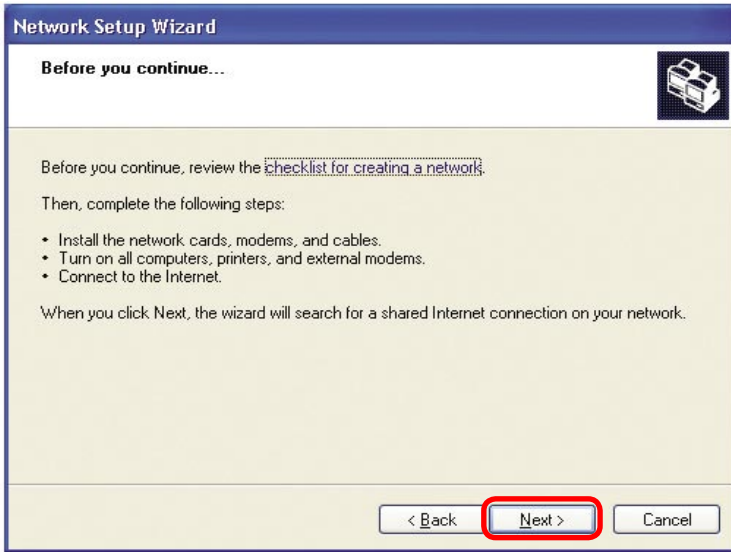 Network Setup Wizard
Before you continue...
Before you continue, review the checklist for creating a network.
Then, complete the following steps:
• Install the network cards, modems, and cables.
• Turn on all computers, printers, and external modems.
• Connect to the Internet.
When you click Next, the wizard will search for a shared Internet connection on your network.
< Back
Next >
Cancel